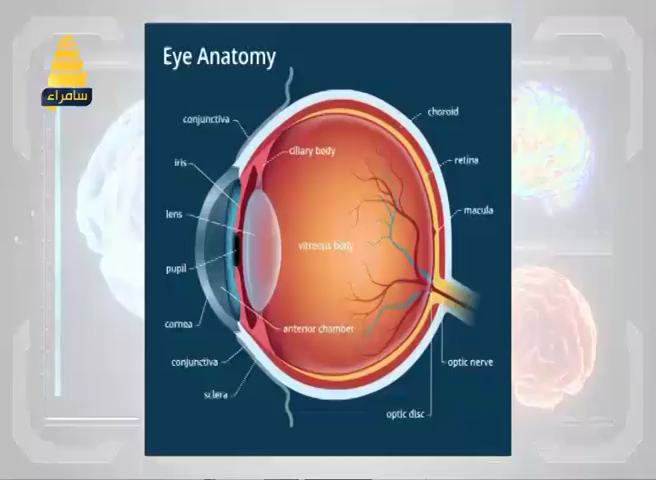 سامراء
Eye Anatomy
conjunctiva
choroid
ciliary body
iris
retina
lens
macula
vitreous body
pupil
cornea
anterior chamber
conjunctiva
optic nerve
sclera
optic disc